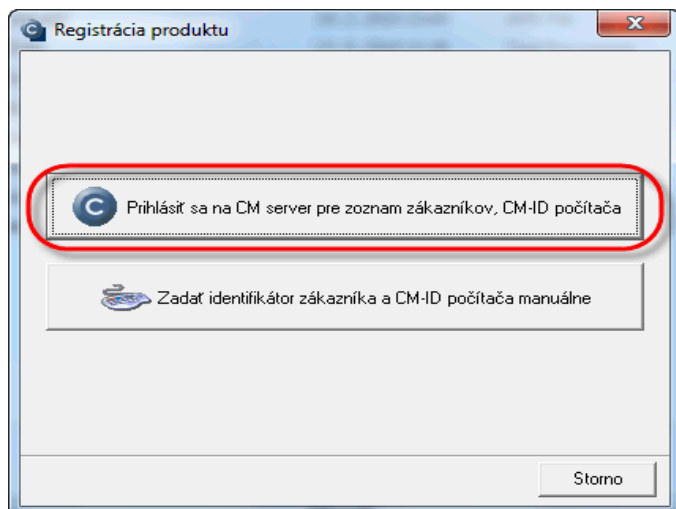 Registrácia produktu
Prihlásiť sa na CM server pre zoznam zákazníkov, CM-ID počítača
Zadať identifikátor zákazníka a CM-ID počítača manuálne
Storno